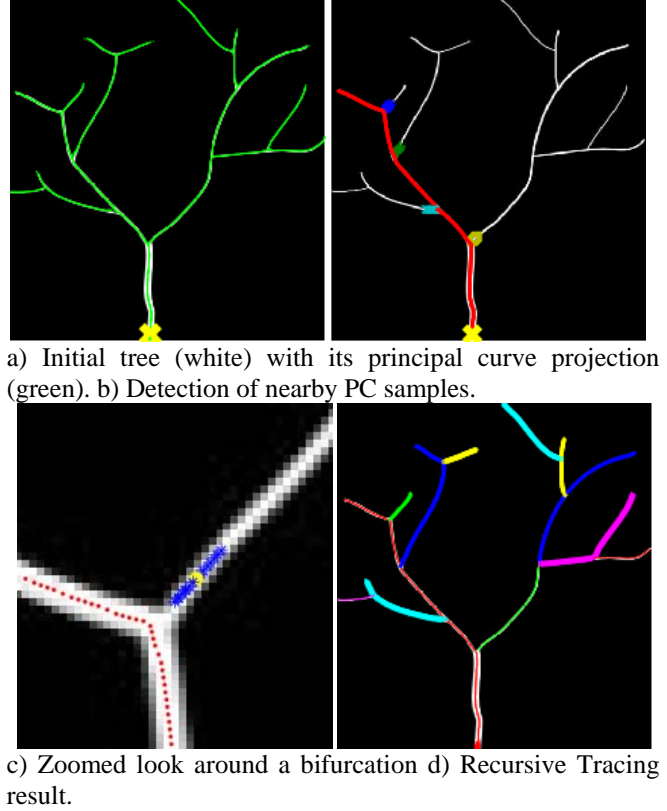 a) Initial tree (white) with its principal curve projection
(green). b) Detection of nearby PC samples.
c) Zoomed look around a bifurcation d) Recursive Tracing
result.